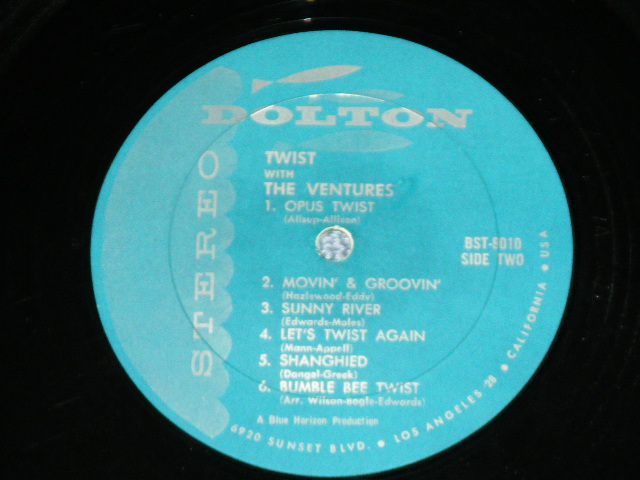 DOLTON
STEREO
TWIST
WITH
THE VENTURES
1. OPUS TWIST
(Allsup-Allison)
BST-8010
SIDE TWO
2. MOVIN' & GROOVIN'
(Hazlewood-Eddy)
3. SUNNY RIVER
(Edwards-Moles)
4. LET'S TWIST AGAIN
(Mann-Appell)
5. SHANGHIED
(Dangel-Greek)
6. BUMBLE BEE TWIST
(Arr. Wilson-Bogle-Edwards)
A Blue Horizon Production
6920 SUNSET BLVD. • LOS ANGELES 28 • CALIFORNIA • USA